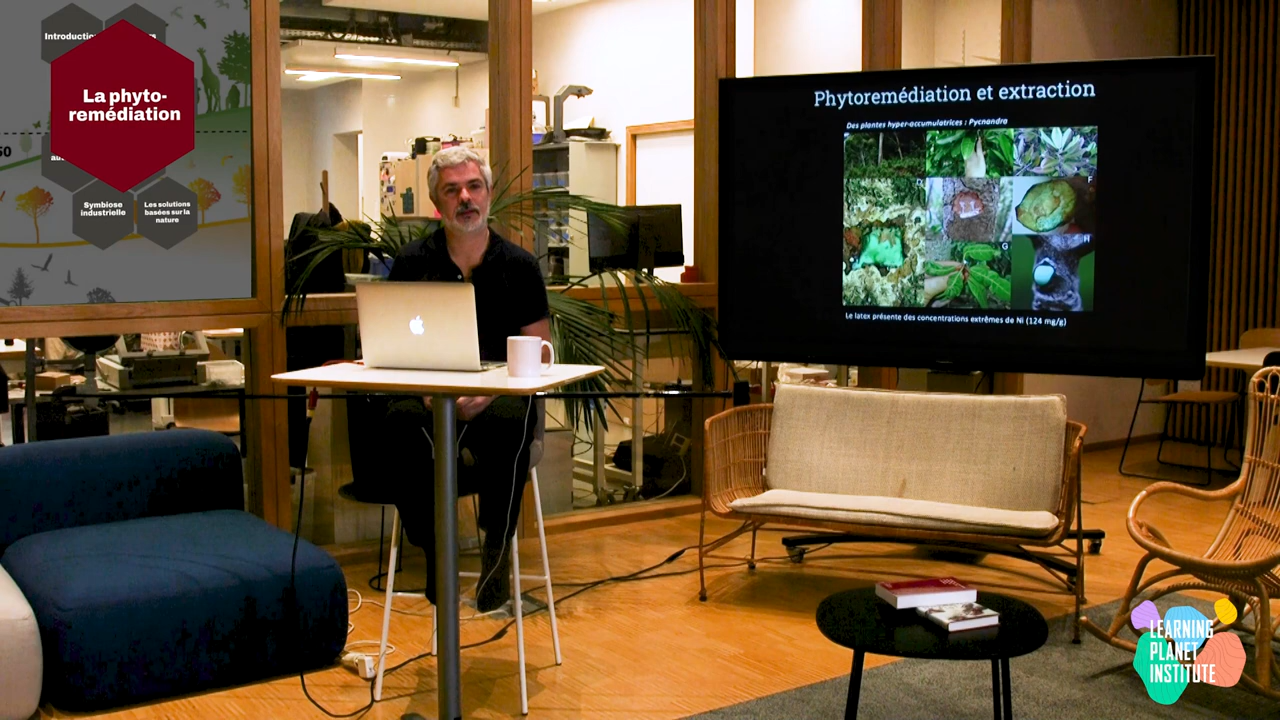 Introduction
La phyto-
remédiation
50
Symbiose
industrielle
Les solutions
basées sur la
nature
Phytoremédiation et extraction
Des plantes hyper-accumulatrices : Pycnandra
G
H
Le latex présente des concentrations extrêmes de Ni (124 mg/g)
LEARNING
PLANET
INSTITUTE